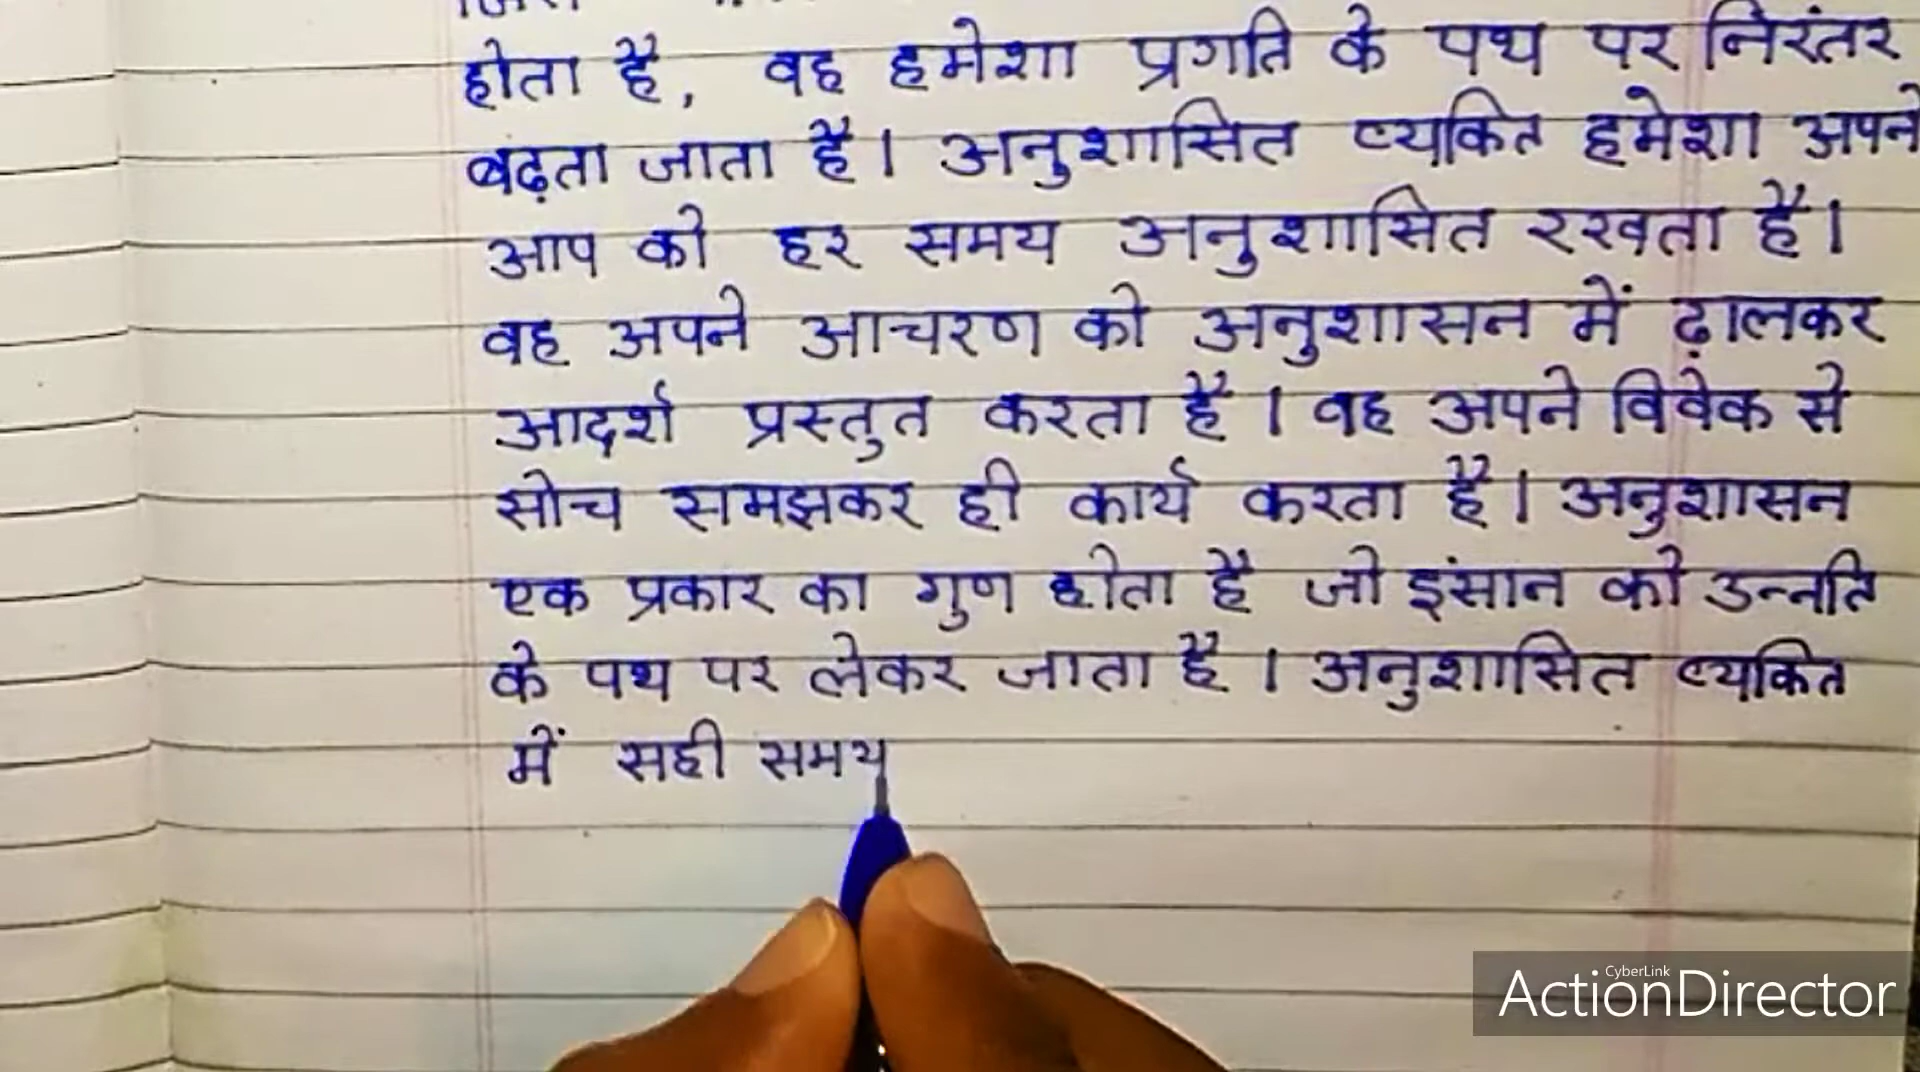 होता है, वह हमेशा प्रगति के पथ पर निरंतर
बढ़ता जाता है। अनुशासित व्यकित हमेशा अपने
आप को हर समय अनुशासित रखता है।
वह अपने आचरण को अनुशासन में ढ़ालकर
आदर्श प्रस्तुत करता है। वह अपने विवेक से
सोच समझकर ही कार्य करता है। अनुशासन
एक प्रकार का गुण होता है जो इंसान को उन्नति
के पथ पर लेकर जाता है। अनुशासित व्यकित
में सही समय
CyberLink
ActionDirector